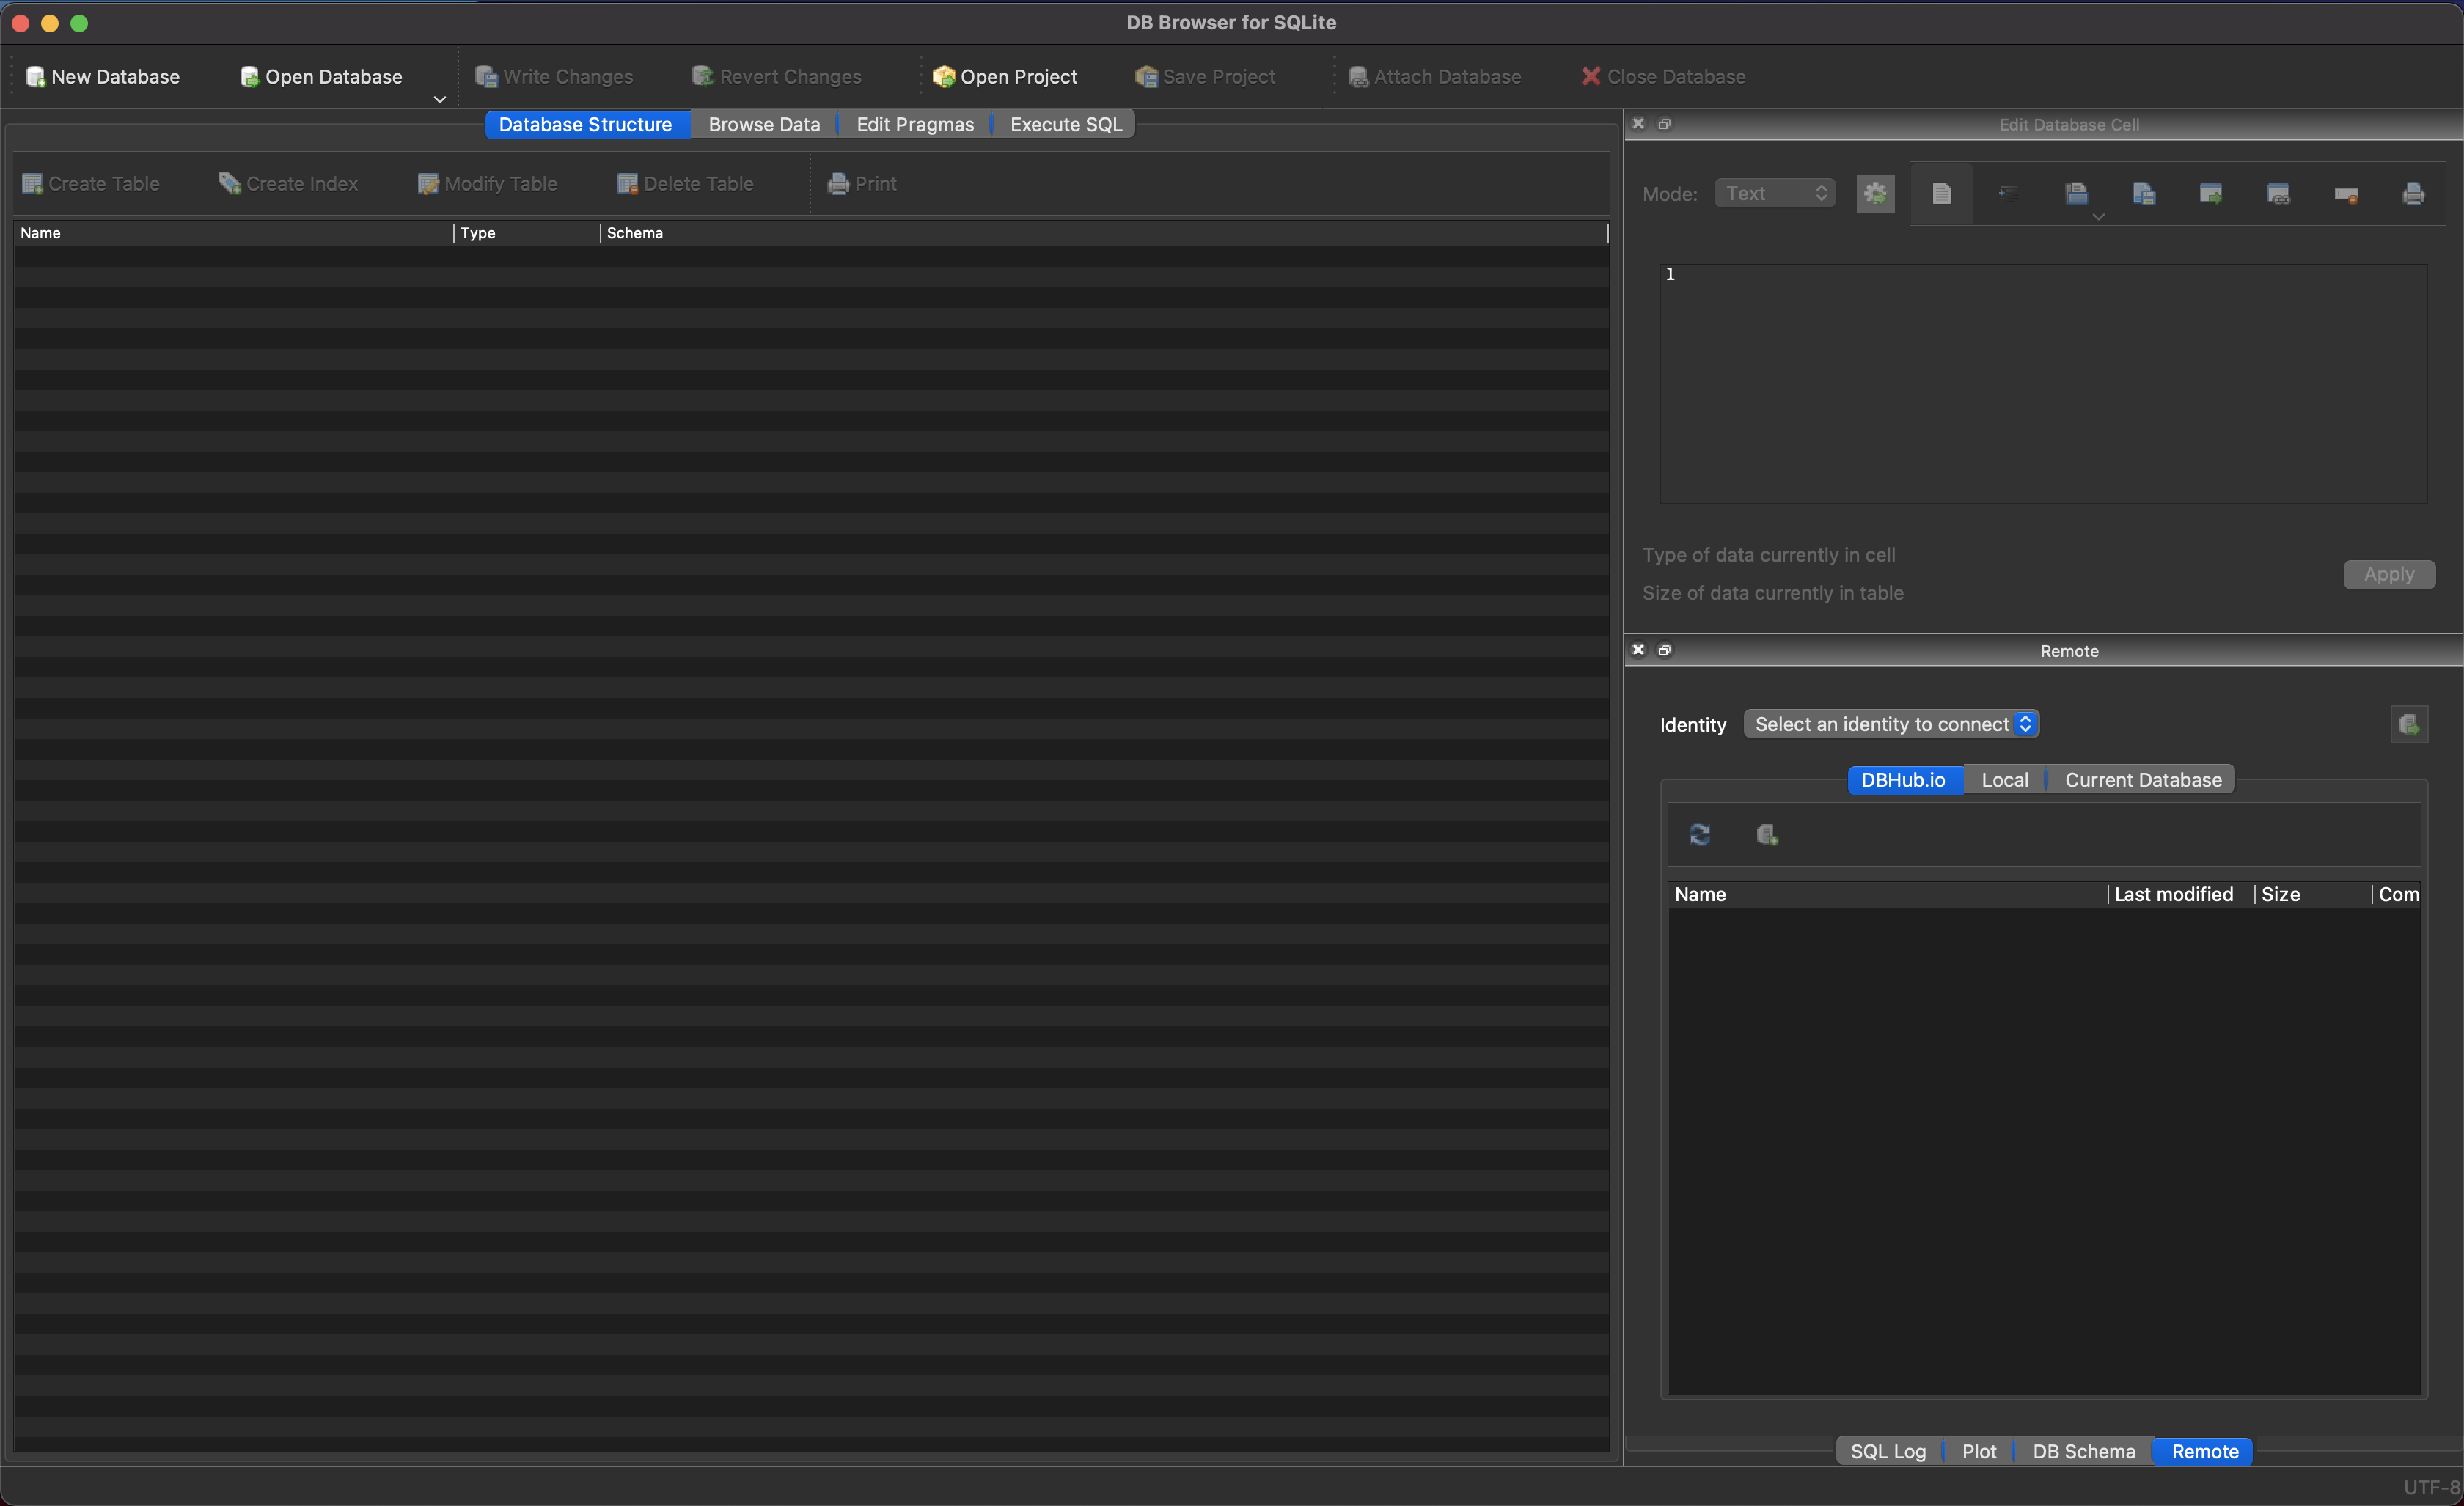 DB Browser for SQLite
New Database Open Database Write Changes Revert Changes Open Project Save Project Attach Database Close Database
Database Structure Browse Data Edit Pragmas Execute SQL
Create Table Create Index Modify Table Delete Table Print
Name Type Schema
Edit Database Cell
Mode: Text
1
Type of data currently in cell
Size of data currently in table
Apply
Remote
Identity Select an identity to connect
DBHub.io Local Current Database
Name Last modified Size Com
SQL Log Plot DB Schema Remote
UTF-8